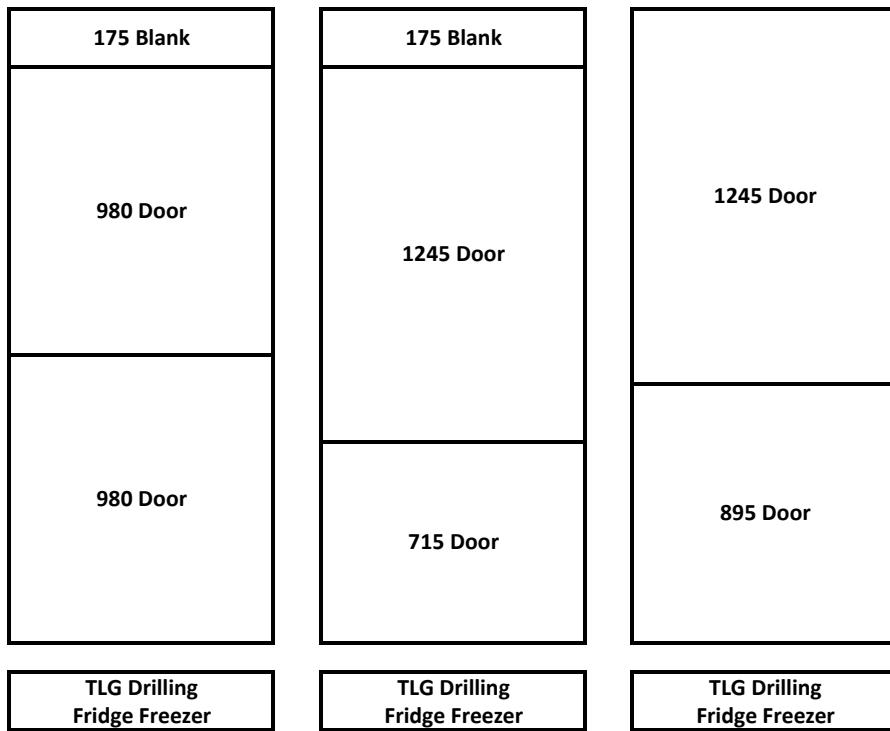 175 Blank
980 Door
980 Door
TLG Drilling
Fridge Freezer
175 Blank
1245 Door
715 Door
TLG Drilling
Fridge Freezer
1245 Door
895 Door
TLG Drilling
Fridge Freezer